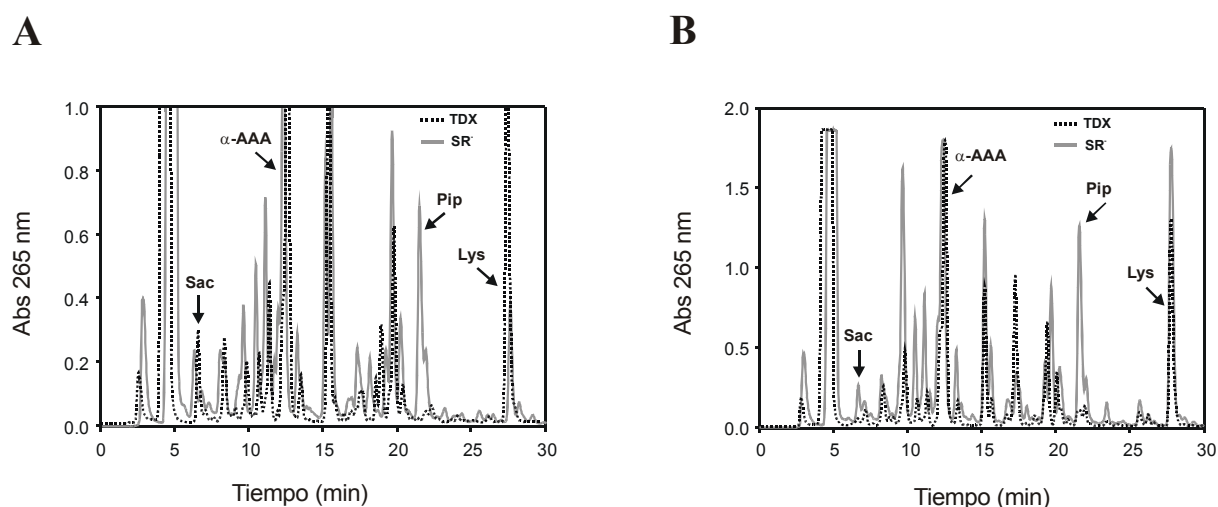 A
B
1.0
0.8
0.6
0.4
0.2
0.0
Abs 265 nm
TDX
SR-
α-AAA
Pip
Lys
Sac
0 5 10 15 20 25 30
Tiempo (min)
2.0
1.5
1.0
0.5
0.0
Abs 265 nm
TDX
SR-
α-AAA
Pip
Lys
Sac
0 5 10 15 20 25 30
Tiempo (min)